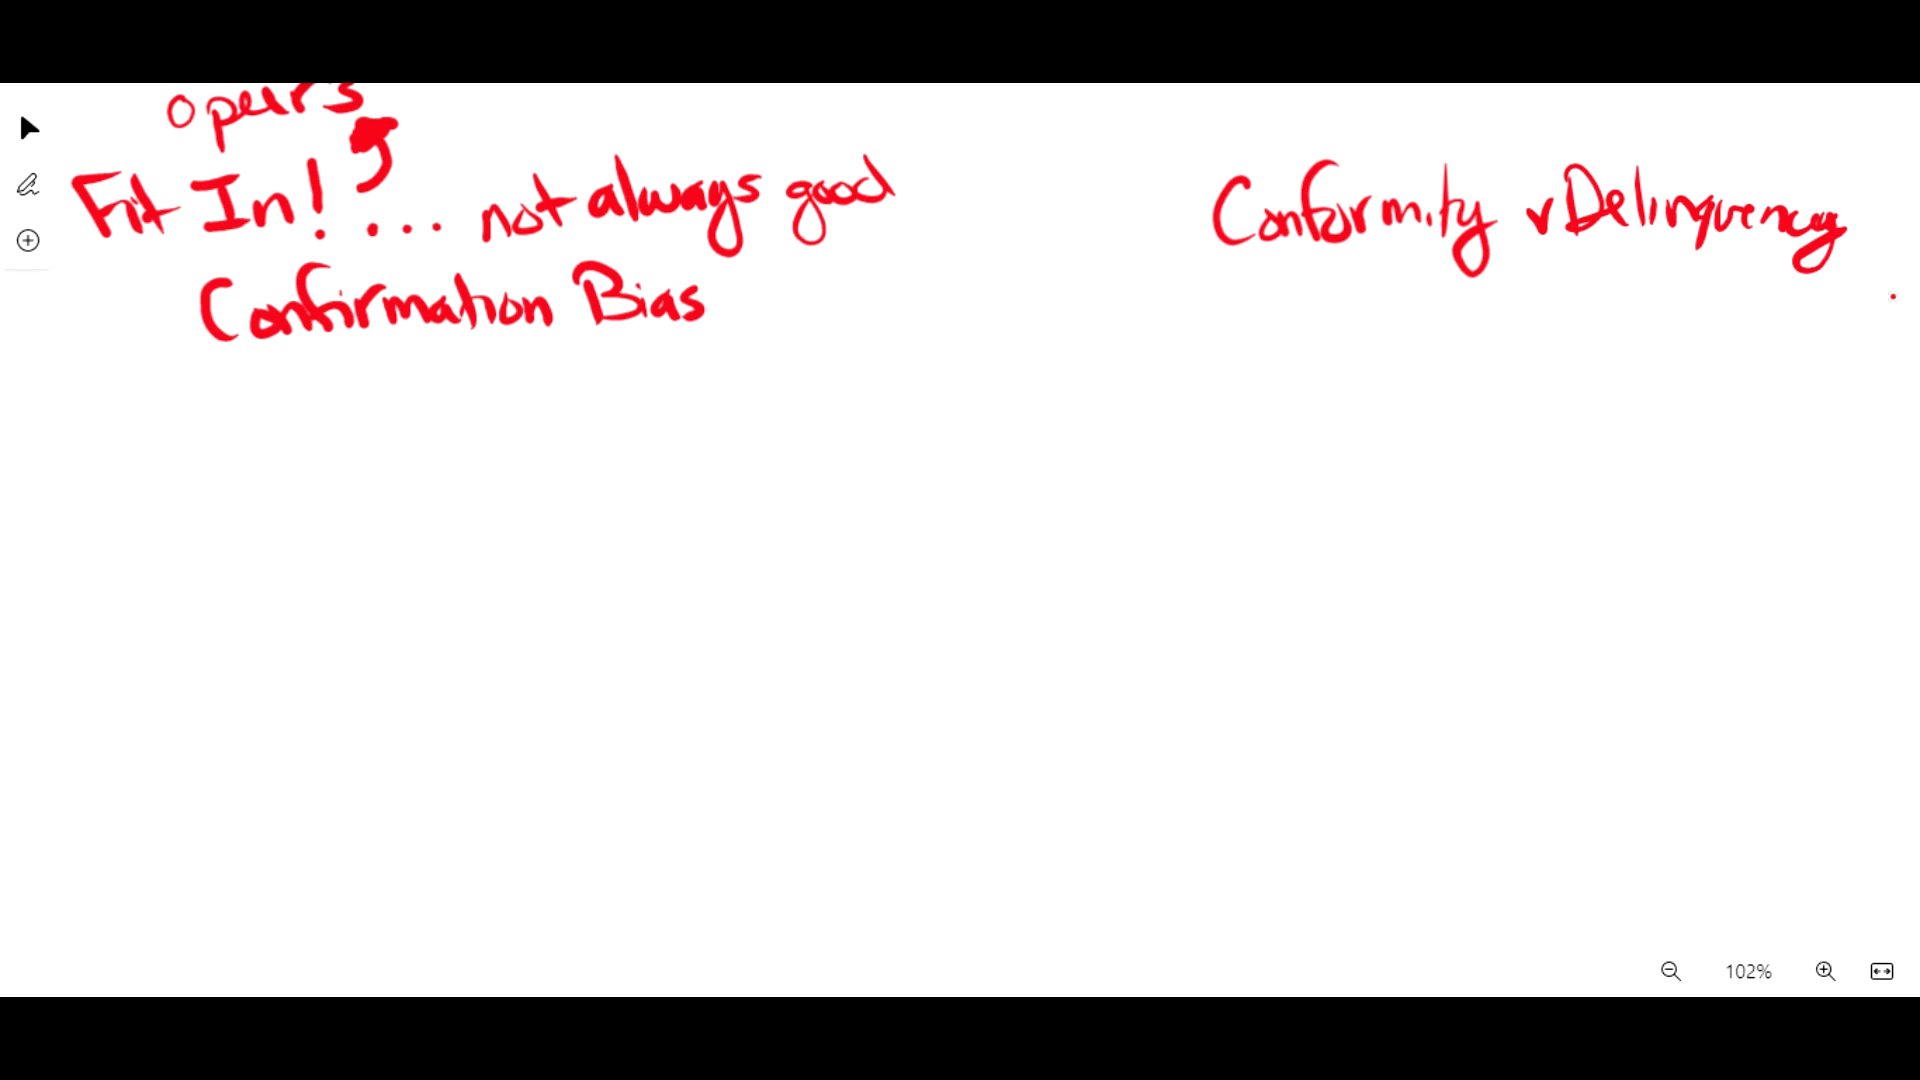 o peers
Fit In! ... not always good
Conformity v Delinquency
Confirmation Bias
102%